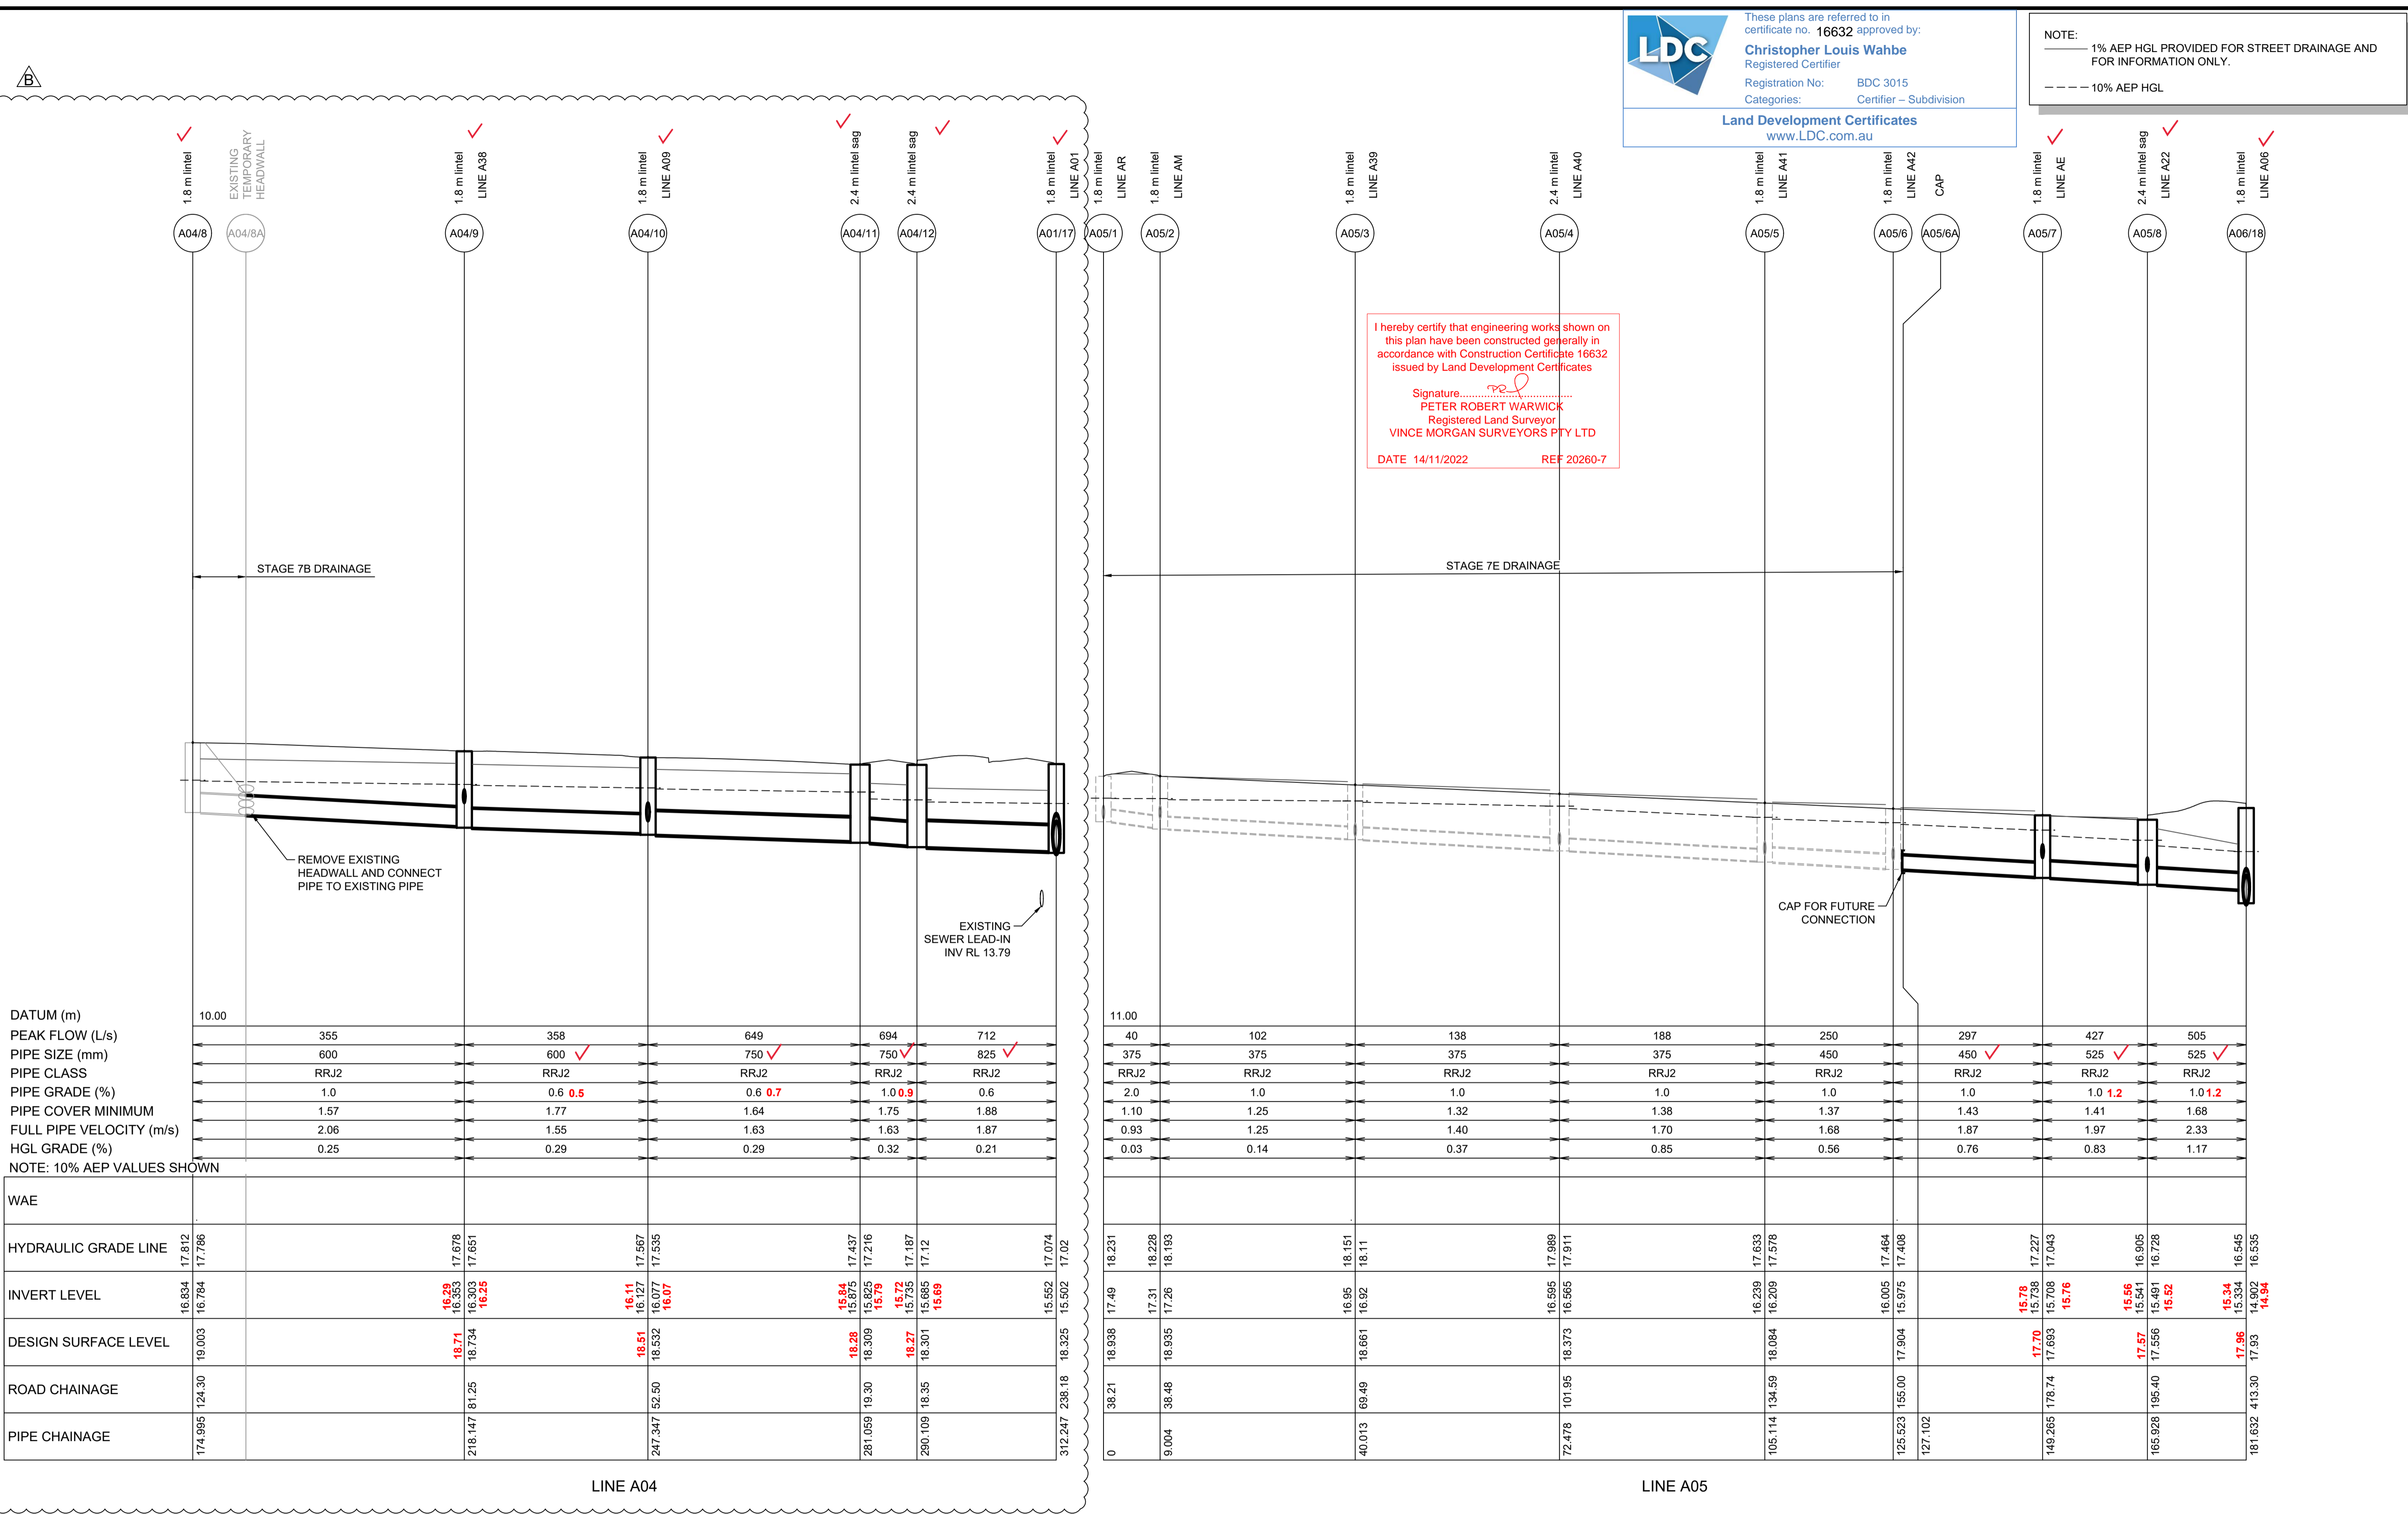 LDC
These plans are referred to in
certificate no. 16632 approved by:
Christopher Louis Wahbe
Registered Certifier
Registration No: BDC 3015
Categories: Certifier – Subdivision
Land Development Certificates
www.LDC.com.au
NOTE:
1% AEP HGL PROVIDED FOR STREET DRAINAGE AND
FOR INFORMATION ONLY.
10% AEP HGL
B
1.8 m lintel
EXISTING
TEMPORARY
HEADWALL
1.8 m lintel
LINE A38
1.8 m lintel
LINE A09
2.4 m lintel sag
2.4 m lintel sag
1.8 m lintel
LINE A01
1.8 m lintel
LINE AR
1.8 m lintel
LINE AM
1.8 m lintel
LINE A39
2.4 m lintel
LINE A40
1.8 m lintel
LINE A41
1.8 m lintel
LINE A42
CAP
1.8 m lintel
LINE AE
2.4 m lintel sag
LINE A22
1.8 m lintel
LINE A06
A04/8 A04/8A A04/9 A04/10 A04/11 A04/12 A01/17 A05/1 A05/2 A05/3 A05/4 A05/5 A05/6 A05/6A A05/7 A05/8 A06/18
I hereby certify that engineering works shown on
this plan have been constructed generally in
accordance with Construction Certificate 16632
issued by Land Development Certificates
Signature
PETER ROBERT WARWICK
Registered Land Surveyor
VINCE MORGAN SURVEYORS PTY LTD
DATE 14/11/2022 REF 20260-7
STAGE 7B DRAINAGE
STAGE 7E DRAINAGE
REMOVE EXISTING
HEADWALL AND CONNECT
PIPE TO EXISTING PIPE
EXISTING
SEWER LEAD-IN
INV RL 13.79
CAP FOR FUTURE
CONNECTION
DATUM (m) 10.00 11.00
PEAK FLOW (L/s) 355 358 649 694 712 40 102 138 188 250 297 427 505
PIPE SIZE (mm) 600 600 750 750 825 375 375 375 375 450 450 525 525
PIPE CLASS RRJ2 RRJ2 RRJ2 RRJ2 RRJ2 RRJ2 RRJ2 RRJ2 RRJ2 RRJ2 RRJ2 RRJ2 RRJ2
PIPE GRADE (%) 1.0 0.6 0.5 0.6 0.7 1.0 0.9 0.6 2.0 1.0 1.0 1.0 1.0 1.0 1.0 1.2 1.0 1.2
PIPE COVER MINIMUM 1.57 1.77 1.64 1.75 1.88 1.10 1.25 1.32 1.38 1.37 1.43 1.41 1.68
FULL PIPE VELOCITY (m/s) 2.06 1.55 1.63 1.63 1.87 0.93 1.25 1.40 1.70 1.68 1.87 1.97 2.33
HGL GRADE (%) 0.25 0.29 0.29 0.32 0.21 0.03 0.14 0.37 0.85 0.56 0.76 0.83 1.17
NOTE: 10% AEP VALUES SHOWN
WAE
HYDRAULIC GRADE LINE 17.812 17.786 17.678 17.651 17.567 17.535 17.437 17.216 17.187 17.12 17.074 17.02 18.231 18.228 18.193 18.151 18.11 17.989 17.911 17.633 17.578 17.464 17.408 17.227 17.043 16.905 16.728 16.545 16.535
INVERT LEVEL 16.834 16.784 16.29 16.353 16.303 16.25 16.11 16.127 16.077 16.07 15.84 15.875 15.825 15.79 15.72 15.735 15.685 15.69 15.552 15.502 17.49 17.31 17.26 16.95 16.92 16.595 16.565 16.239 16.209 16.005 15.975 15.78 15.738 15.708 15.76 15.56 15.541 15.491 15.52 15.34 15.334 14.902 14.94
DESIGN SURFACE LEVEL 19.003 18.71 18.734 18.51 18.532 18.28 18.309 18.27 18.301 18.325 18.938 18.935 18.661 18.373 18.084 17.904 17.70 17.693 17.57 17.556 17.96 17.93
ROAD CHAINAGE 124.30 81.25 52.50 19.30 18.35 238.18 38.21 38.48 69.49 101.95 134.59 155.00 178.74 195.40 413.30
PIPE CHAINAGE 174.995 218.147 247.347 281.059 290.109 312.247 0 9.004 40.013 72.478 105.114 125.523 127.102 149.265 165.928 181.632
LINE A04
LINE A05